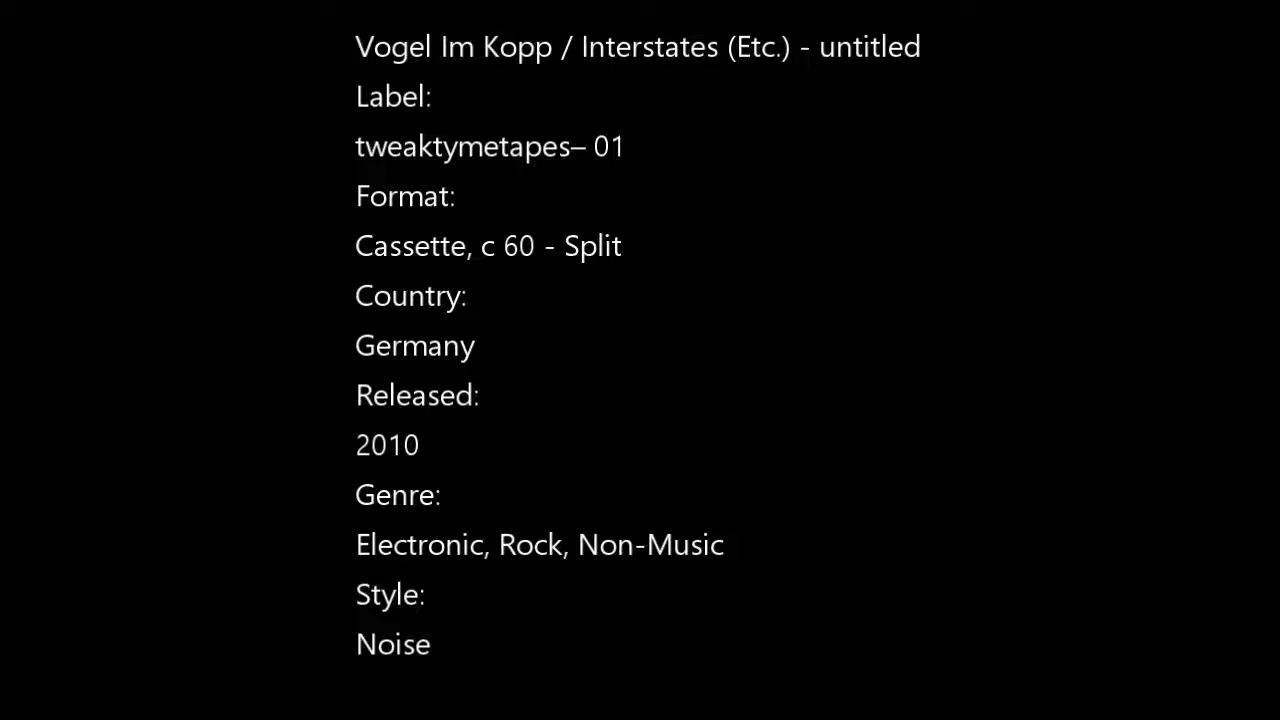 Vogel Im Kopp / Interstates (Etc.) - untitled
Label:
tweaktymetapes– 01
Format:
Cassette, c 60 - Split
Country:
Germany
Released:
2010
Genre:
Electronic, Rock, Non-Music
Style:
Noise